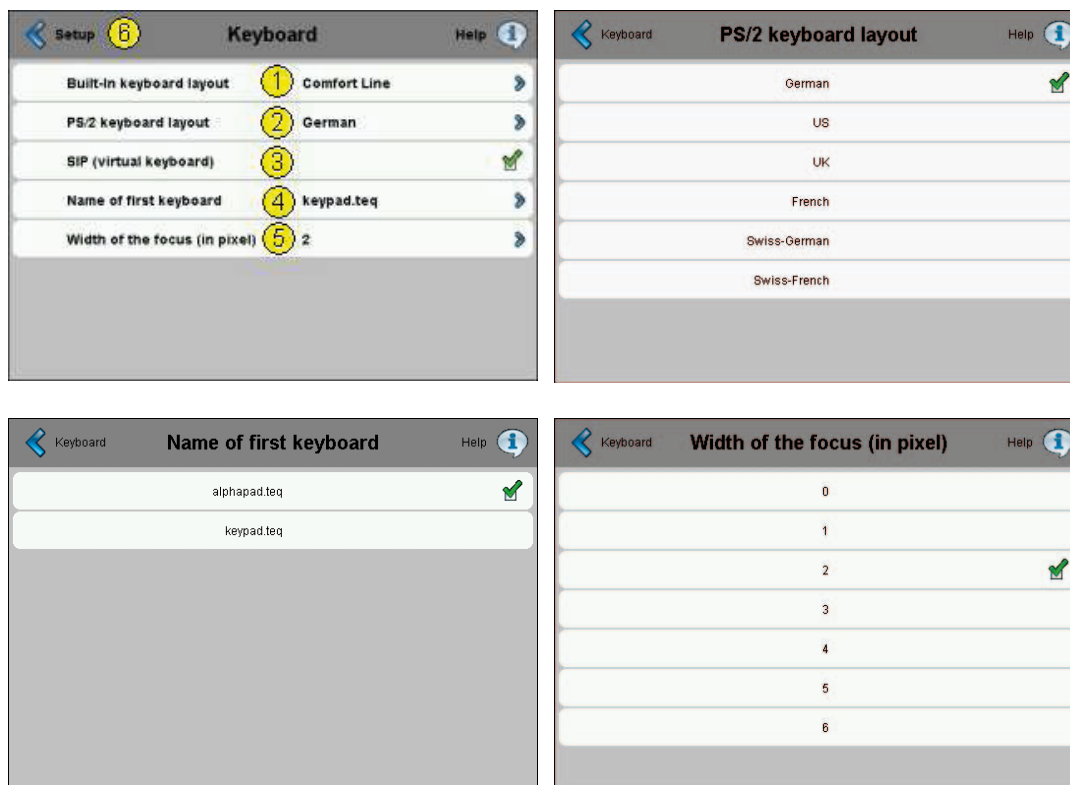 Setup 6 Keyboard Help
Built-in keyboard layout 1 Comfort Line
PS/2 keyboard layout 2 German
SIP (virtual keyboard) 3
Name of first keyboard 4 keypad.teq
Width of the focus (in pixel) 5 2
Keyboard PS/2 keyboard layout Help
German
US
UK
French
Swiss-German
Swiss-French
Keyboard Name of first keyboard Help
alphapad.teq
keypad.teq
Keyboard Width of the focus (in pixel) Help
0
1
2
3
4
5
6